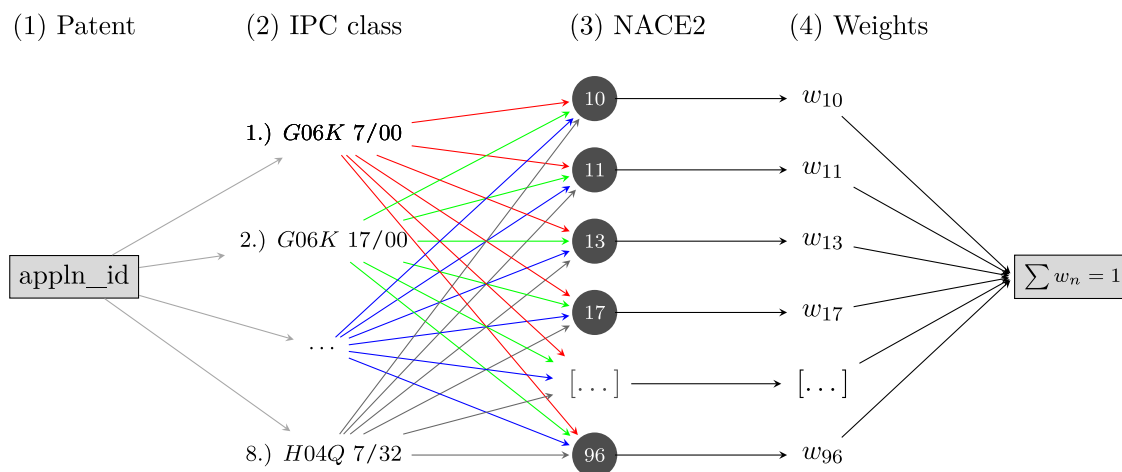 (1) Patent (2) IPC class (3) NACE2 (4) Weights
10 w₁₀
1.) G06K 7/00
11 w₁₁
2.) G06K 17/00 13 w₁₃
appln_id ∑ wₙ = 1
17 w₁₇
...
[...] [...]
8.) H04Q 7/32 96 w₉₆